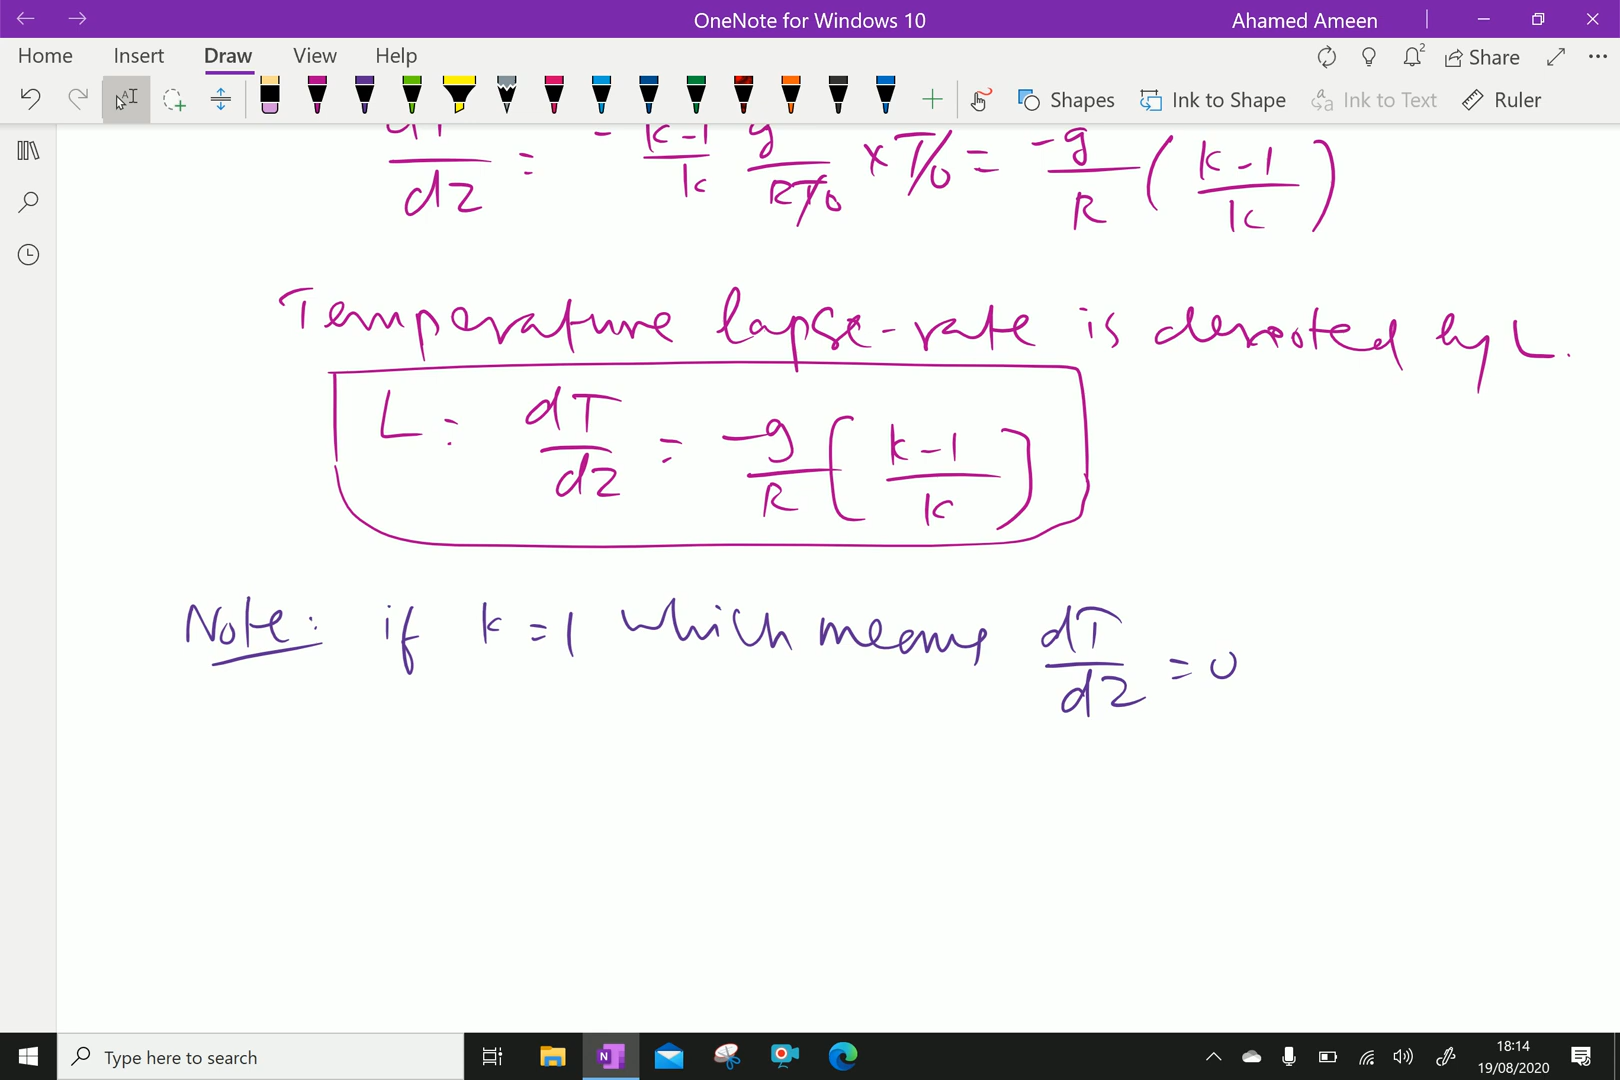 OneNote for Windows 10
Ahamed Ameen
Home Insert Draw View Help
2 Share
Shapes Ink to Shape Ink to Text Ruler
dT/dz = - k-1/k g/RT0 x T0 = -g/R ( k-1/k )
Temperature lapse-rate is denoted by L.
L = dT/dz = -g/R ( k-1/k )
Note: if k = 1 which means dT/dz = 0
Type here to search
18:14
19/08/2020